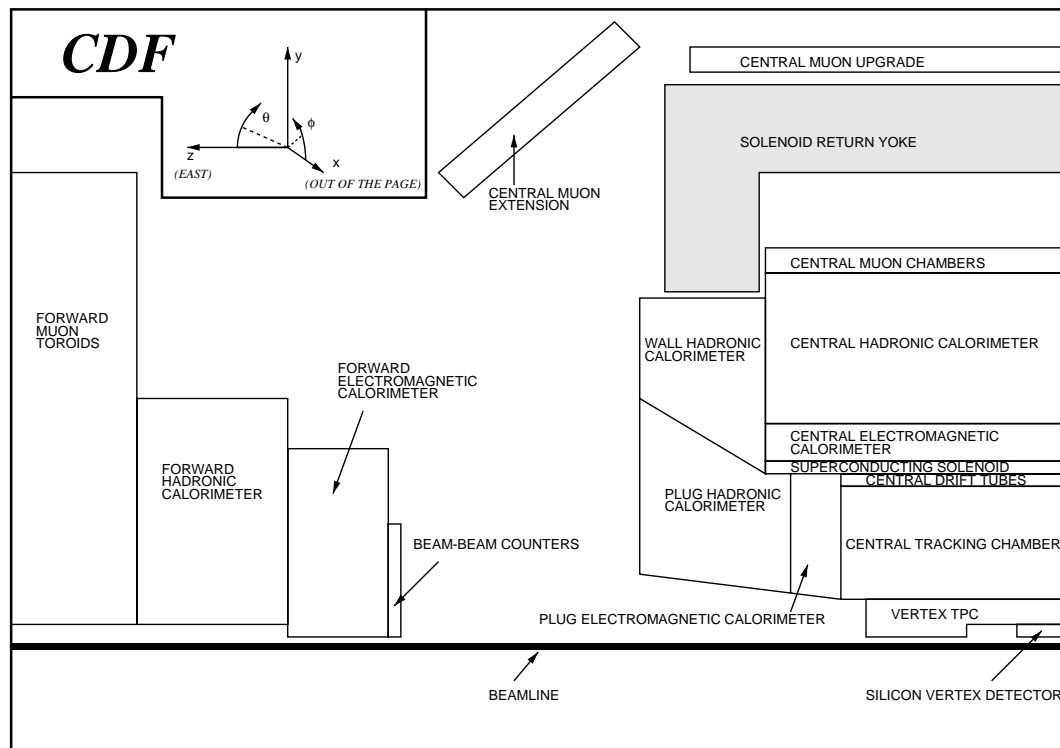 CDF
y
θ
ϕ
z
x
(EAST)
(OUT OF THE PAGE)
CENTRAL MUON UPGRADE
SOLENOID RETURN YOKE
CENTRAL MUON
EXTENSION
CENTRAL MUON CHAMBERS
FORWARD
MUON
TOROIDS
WALL HADRONIC
CALORIMETER
CENTRAL HADRONIC CALORIMETER
FORWARD
ELECTROMAGNETIC
CALORIMETER
CENTRAL ELECTROMAGNETIC
CALORIMETER
SUPERCONDUCTING SOLENOID
CENTRAL DRIFT TUBES
FORWARD
HADRONIC
CALORIMETER
PLUG HADRONIC
CALORIMETER
BEAM-BEAM COUNTERS
CENTRAL TRACKING CHAMBER
PLUG ELECTROMAGNETIC CALORIMETER
VERTEX TPC
BEAMLINE
SILICON VERTEX DETECTOR